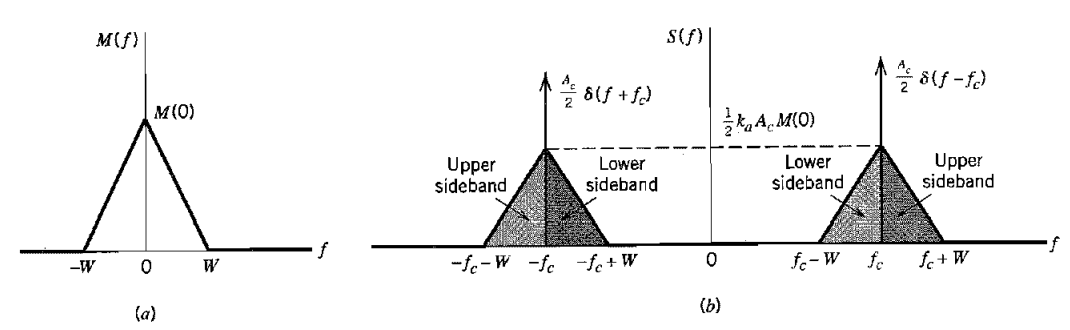 M(f)
M(0)
-W
0
W
f
(a)
S(f)
A_c/2 δ(f + f_c)
A_c/2 δ(f - f_c)
1/2 k_a A_c M(0)
Upper
sideband
Lower
sideband
Lower
sideband
Upper
sideband
-f_c - W
-f_c
-f_c + W
0
f_c - W
f_c
f_c + W
f
(b)